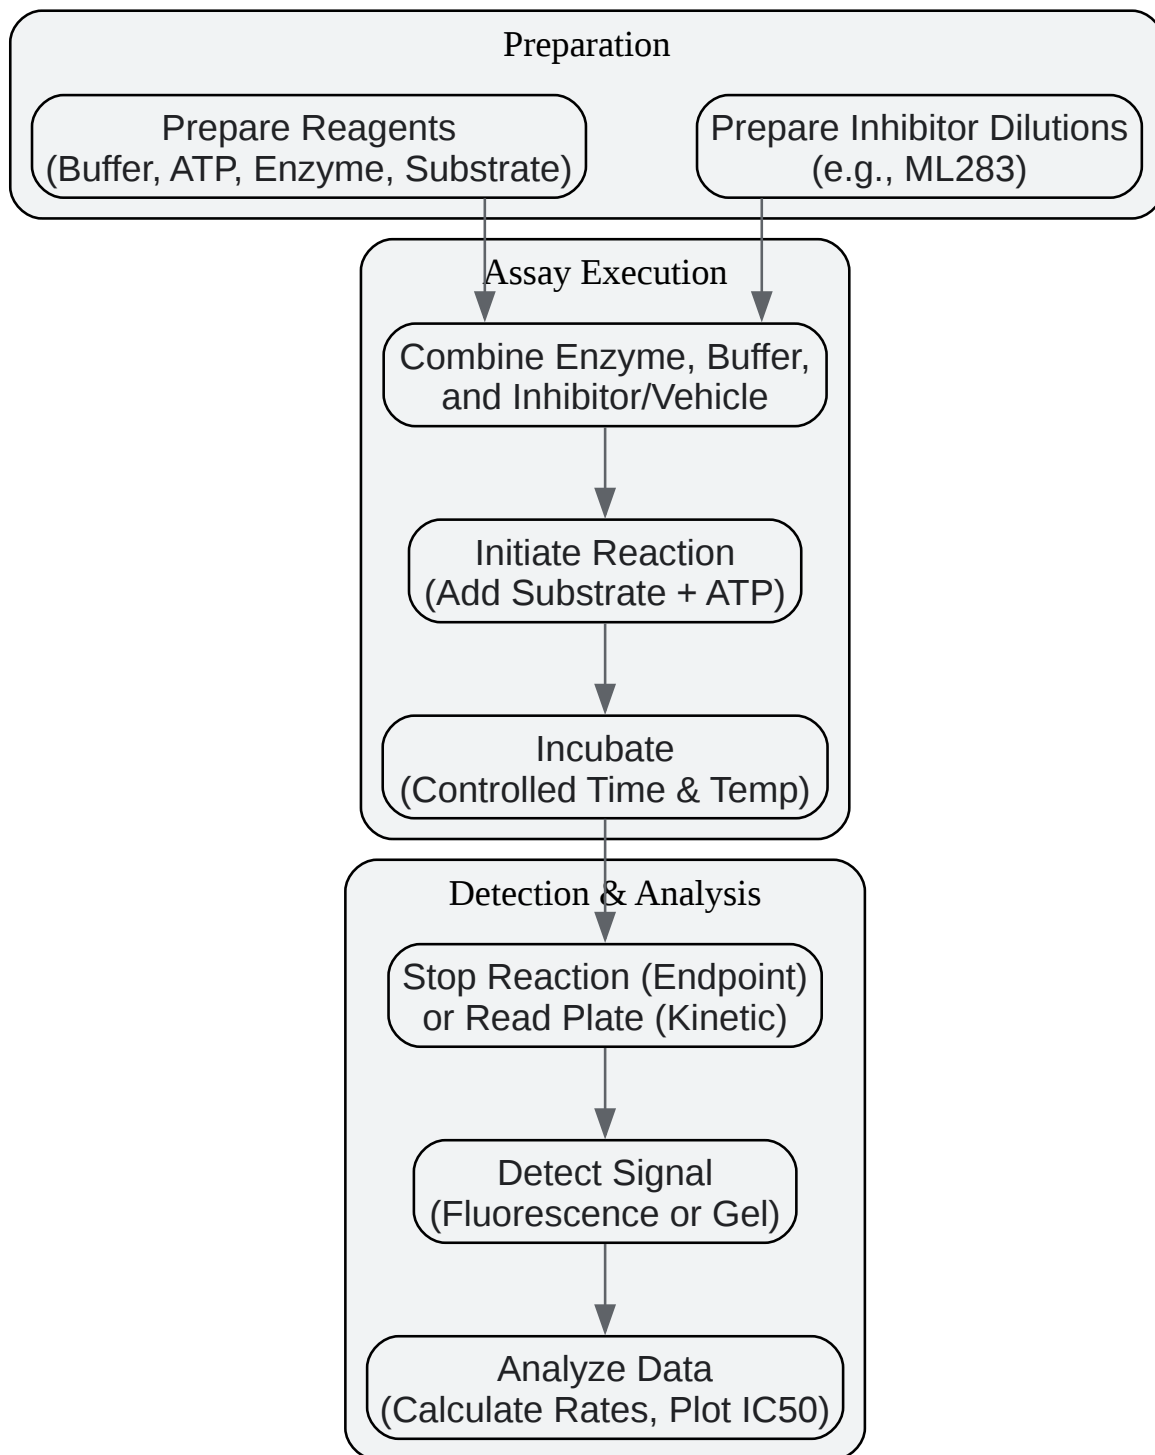 Preparation
Prepare Reagents
(Buffer, ATP, Enzyme, Substrate)
Prepare Inhibitor Dilutions
(e.g., ML283)
Assay Execution
Combine Enzyme, Buffer,
and Inhibitor/Vehicle
Initiate Reaction
(Add Substrate + ATP)
Incubate
(Controlled Time & Temp)
Detection & Analysis
Stop Reaction (Endpoint)
or Read Plate (Kinetic)
Detect Signal
(Fluorescence or Gel)
Analyze Data
(Calculate Rates, Plot IC50)